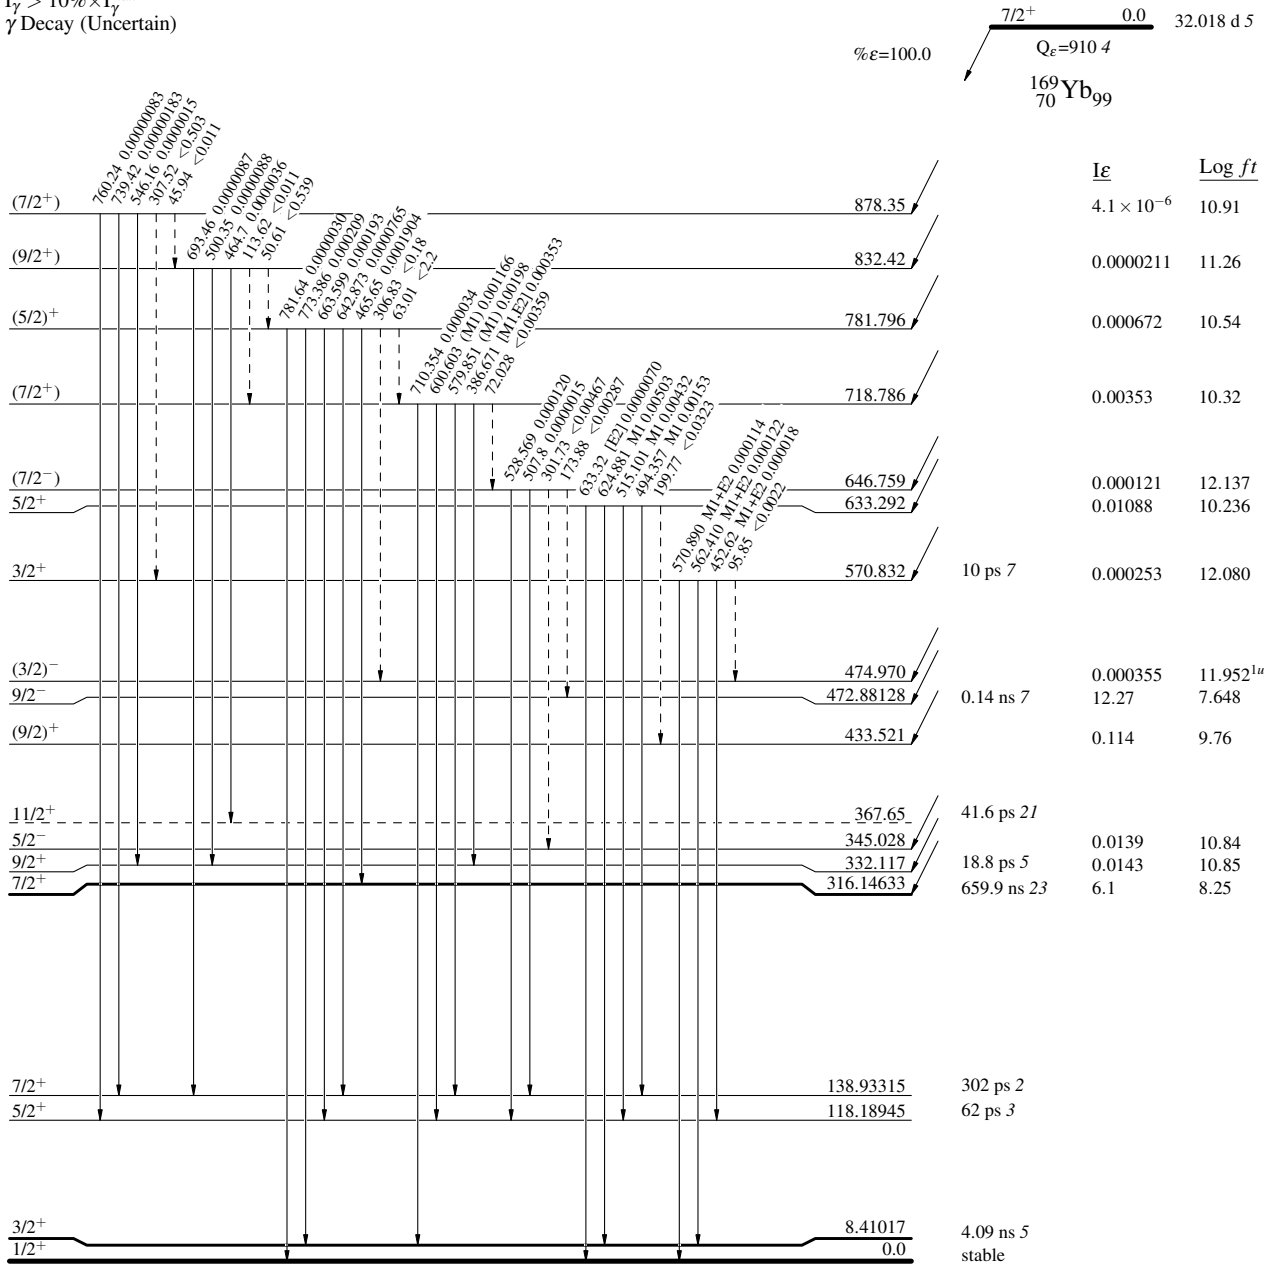 Iγ > 10%×Iγ
γ Decay (Uncertain)
7/2+ 0.0 32.018 d 5
%ε=100.0 Qε=910 4
169 70 Yb 99
Iε Log ft
760.24 0.00000083
739.42 0.00000183
546.16 0.0000015
307.52 <0.503
45.94 <0.011
(7/2+) 878.35 4.1 × 10−6 10.91
693.46 0.0000087
500.35 0.0000088
464.7 0.0000036
113.62 <0.011
50.61 <0.539
(9/2+) 832.42 0.0000211 11.26
781.64 0.0000030
773.386 0.000209
663.599 0.000193
642.873 0.0000765
465.65 0.0001904
306.83 <0.18
63.01 <2.2
(5/2)+ 781.796 0.000672 10.54
710.354 0.000034
600.603 (M1) 0.001166
579.851 (M1) 0.00198
386.671 [M1,E2] 0.000353
72.028 <0.00359
(7/2+) 718.786 0.00353 10.32
528.569 0.000120
507.8 0.0000015
301.73 <0.00467
173.88 <0.00287
(7/2−) 646.759 0.000121 12.137
633.32 [E2] 0.0000070
624.881 M1 0.00503
515.101 M1 0.00432
494.357 M1 0.00153
199.77 <0.0323
5/2+ 633.292 0.01088 10.236
570.890 M1+E2 0.000114
562.410 M1+E2 0.000122
452.62 M1+E2 0.000018
95.85 <0.0022
3/2+ 570.832 10 ps 7 0.000253 12.080
(3/2)− 474.970 0.000355 11.952 1u
9/2− 472.88128 0.14 ns 7 12.27 7.648
(9/2)+ 433.521 0.114 9.76
11/2+ 367.65 41.6 ps 21
5/2− 345.028 0.0139 10.84
9/2+ 332.117 18.8 ps 5 0.0143 10.85
7/2+ 316.14633 659.9 ns 23 6.1 8.25
7/2+ 138.93315 302 ps 2
5/2+ 118.18945 62 ps 3
3/2+ 8.41017 4.09 ns 5
1/2+ 0.0 stable